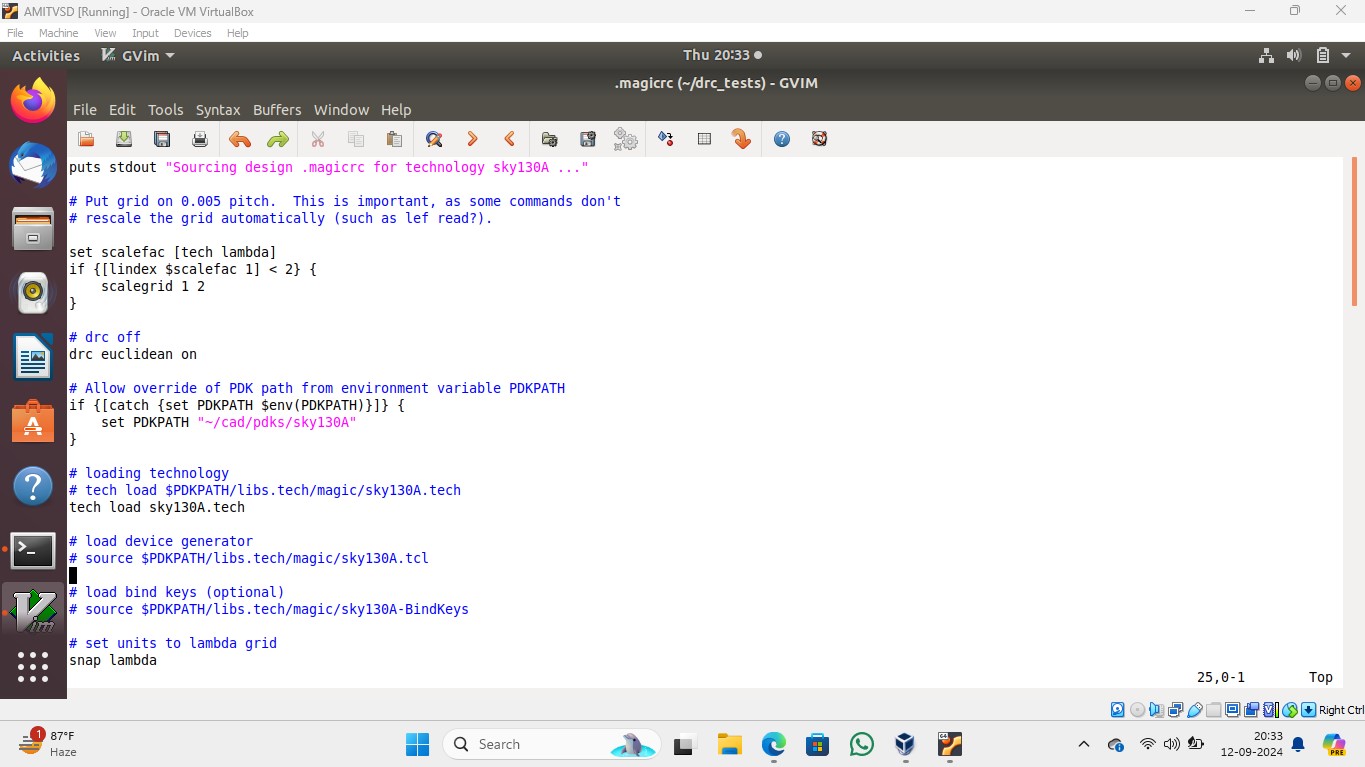 AMITVSD [Running] - Oracle VM VirtualBox
File Machine View Input Devices Help
Activities GVim Thu 20:33
.magicrc (~/drc_tests) - GVIM
File Edit Tools Syntax Buffers Window Help
puts stdout "Sourcing design .magicrc for technology sky130A ..."
# Put grid on 0.005 pitch.  This is important, as some commands don't
# rescale the grid automatically (such as lef read?).
set scalefac [tech lambda]
if {[lindex $scalefac 1] < 2} {
    scalegrid 1 2
}
# drc off
drc euclidean on
# Allow override of PDK path from environment variable PDKPATH
if {[catch {set PDKPATH $env(PDKPATH)}]} {
    set PDKPATH "~/cad/pdks/sky130A"
}
# loading technology
# tech load $PDKPATH/libs.tech/magic/sky130A.tech
tech load sky130A.tech
# load device generator
# source $PDKPATH/libs.tech/magic/sky130A.tcl
# load bind keys (optional)
# source $PDKPATH/libs.tech/magic/sky130A-BindKeys
# set units to lambda grid
snap lambda
25,0-1 Top
Right Ctrl
1 87°F
Haze
Search
20:33
12-09-2024
PRE